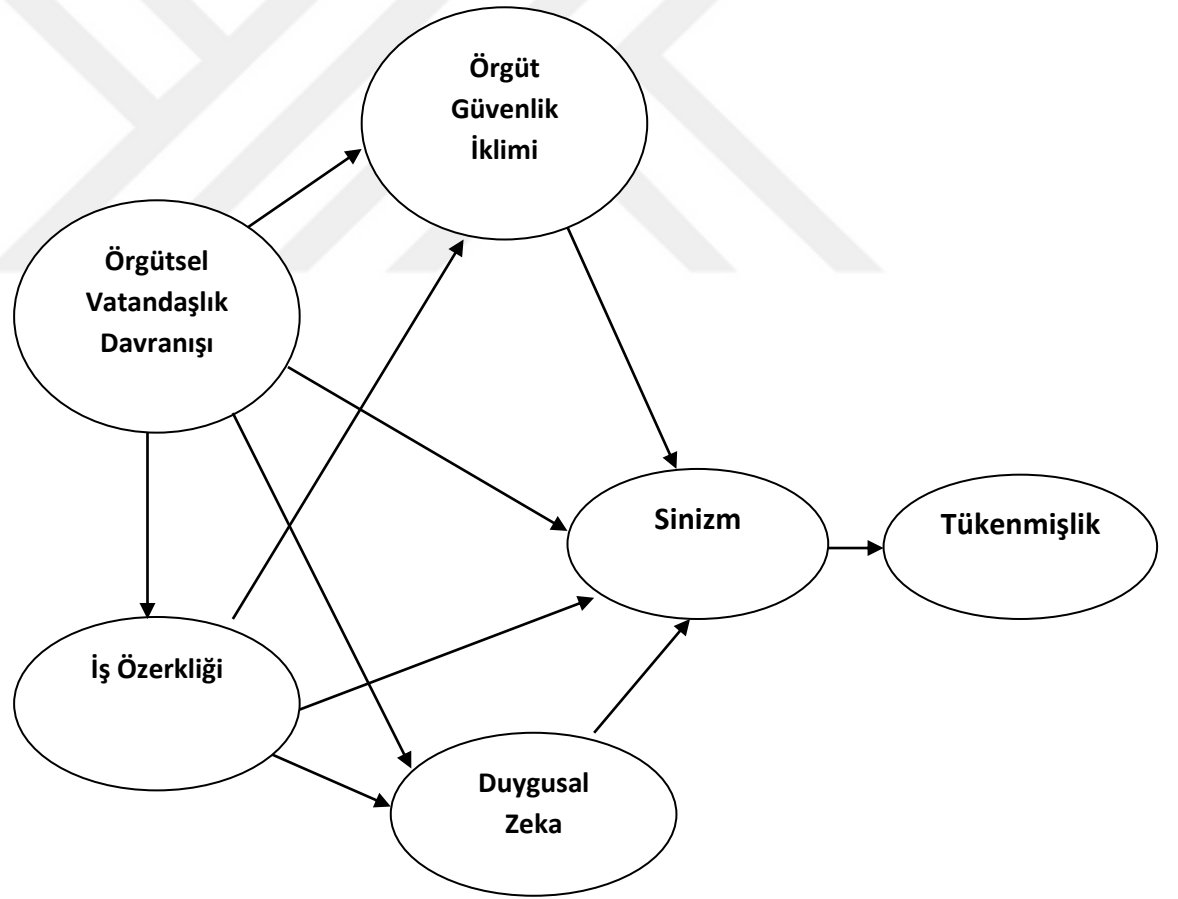 Örgüt
Güvenlik
İklimi
Örgütsel
Vatandaşlık
Davranışı
Sinizm
Tükenmişlik
İş Özerkliği
Duygusal
Zeka